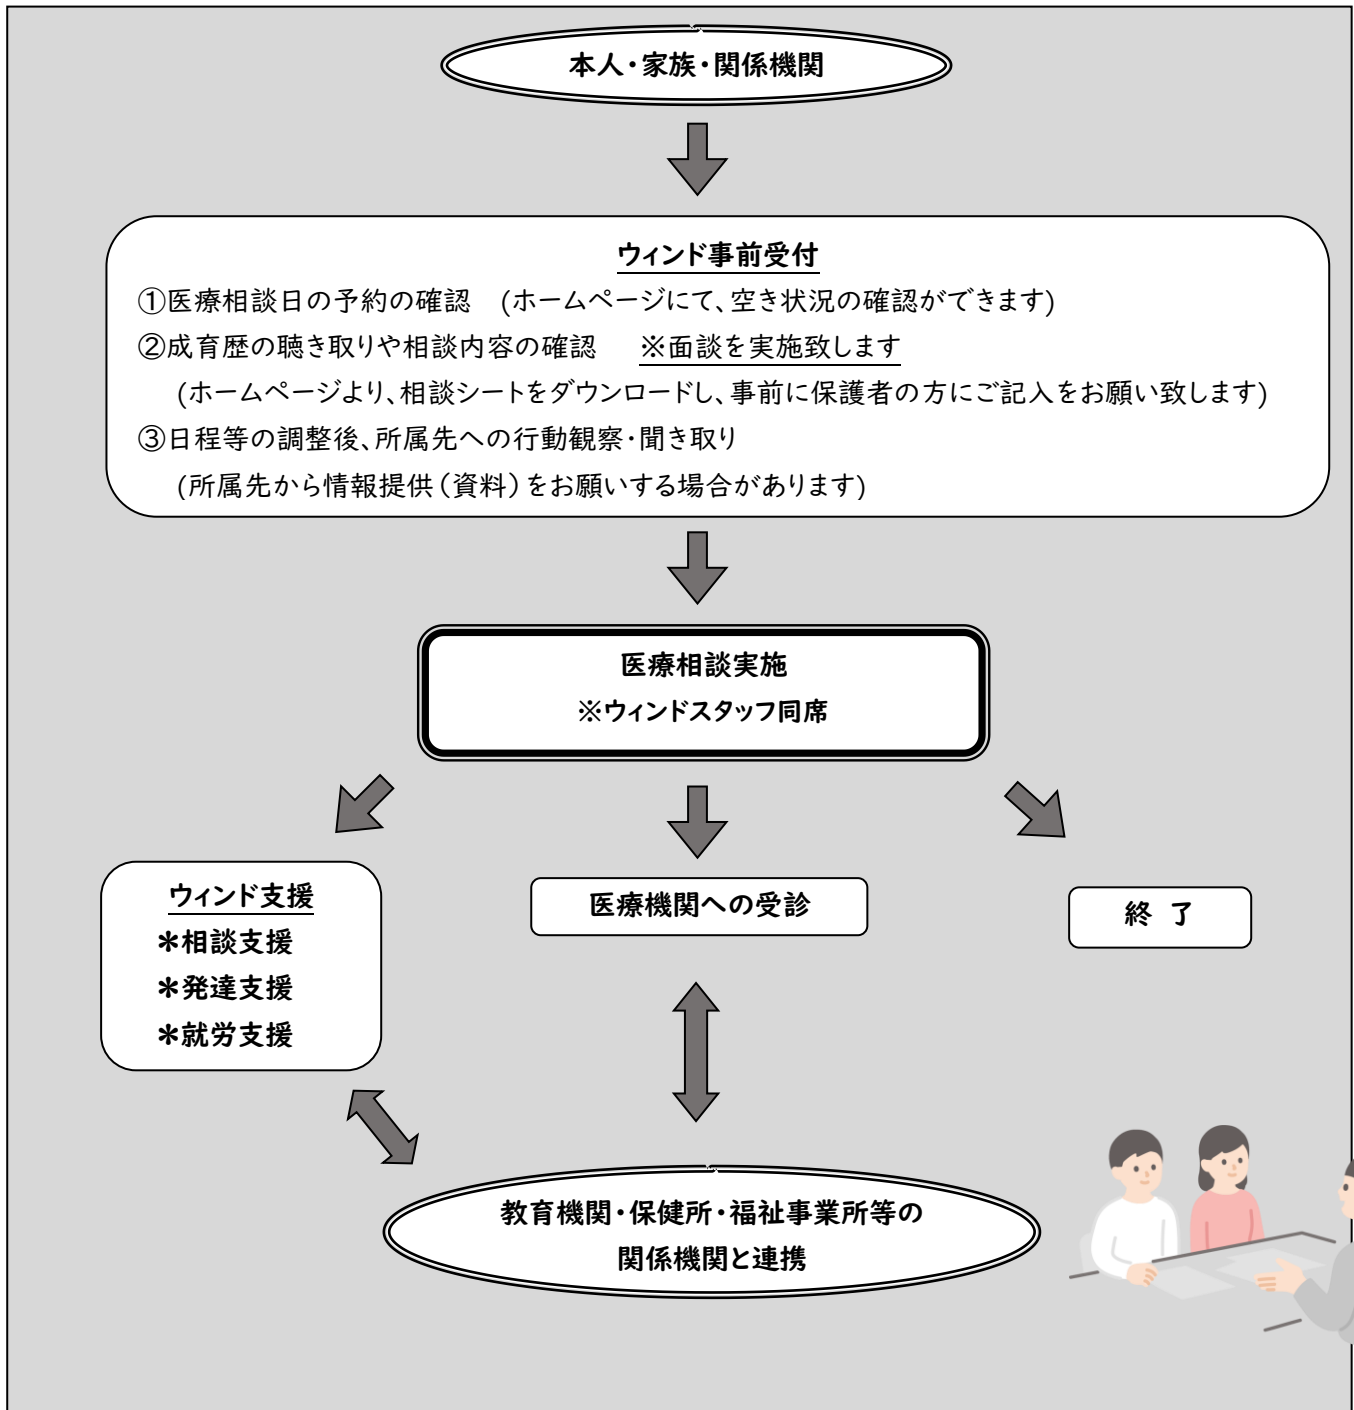 本人・家族・関係機関
ウィンド事前受付
①医療相談日の予約の確認　(ホームページにて、空き状況の確認ができます)
②成育歴の聴き取りや相談内容の確認　※面談を実施致します
(ホームページより、相談シートをダウンロードし、事前に保護者の方にご記入をお願い致します)
③日程等の調整後、所属先への行動観察・聞き取り
(所属先から情報提供（資料）をお願いする場合があります)
医療相談実施
※ウィンドスタッフ同席
ウィンド支援
＊相談支援
＊発達支援
＊就労支援
医療機関への受診
終 了
教育機関・保健所・福祉事業所等の
関係機関と連携